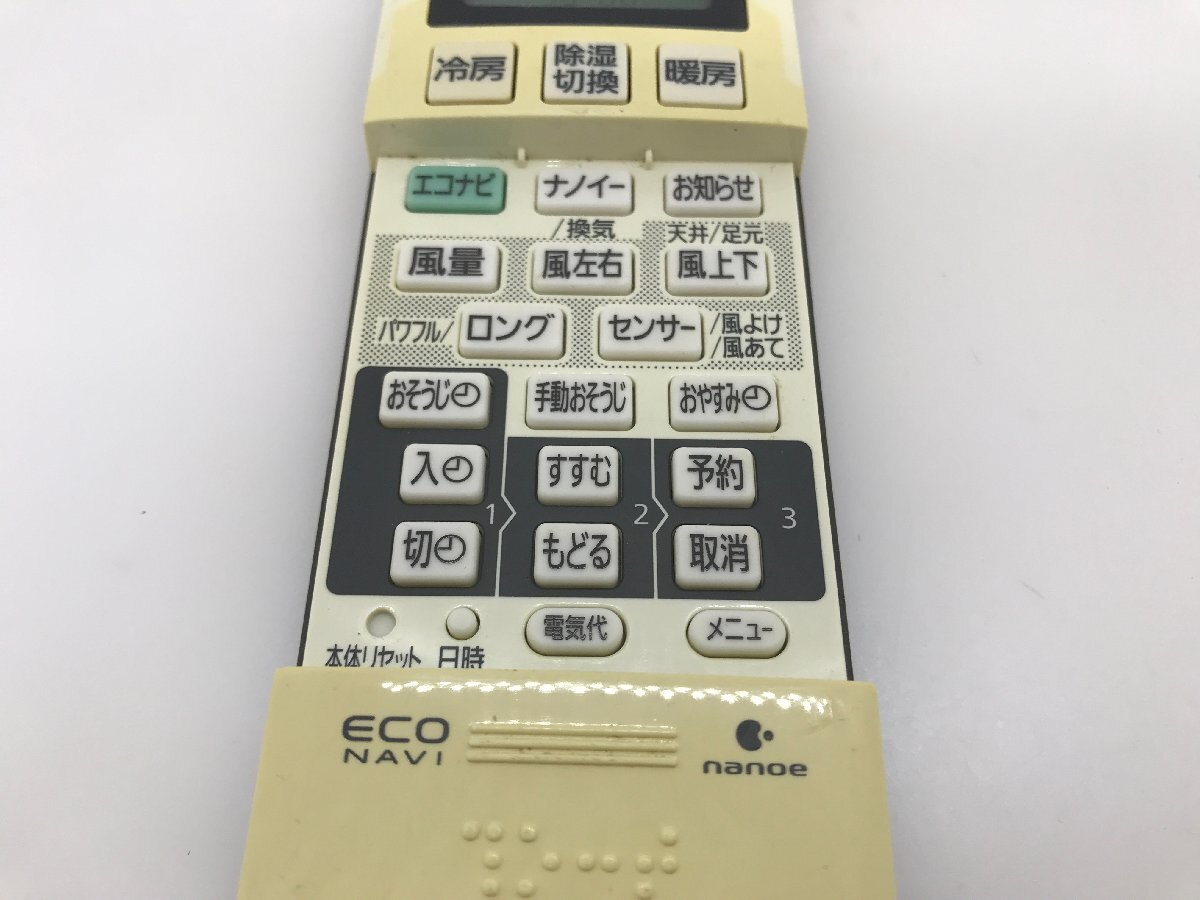 冷房
除湿
切換
暖房
エコナビ
ナノイー
/換気
お知らせ
天井/足元
風量
風左右
風上下
パワフル/
ロング
センサー
/風よけ
/風あて
おそうじ
手動おそうじ
おやすみ
入
すすむ
予約
1
2
3
切
もどる
取消
本体リセット
日時
電気代
メニュー
ECO
NAVI
nanoe